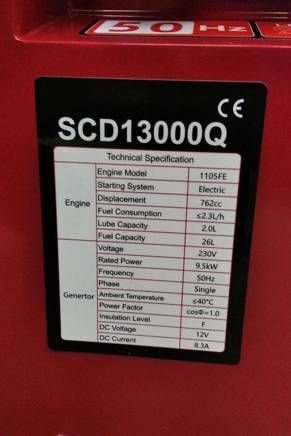 50Hz
CE
SCD13000Q
Technical Specification
Engine
Engine Model 1105FE
Starting System Electric
Displacement 762cc
Fuel Consumption ≤2.3L/h
Lube Capacity 2.0L
Fuel Capacity 26L
Genertor
Voltage 230V
Rated Power 9.5kW
Frequency 50Hz
Phase Single
Ambient Temperature ≤40°C
Power Factor cosΦ=1.0
Insulation Level F
DC Voltage 12V
DC Current 8.3A